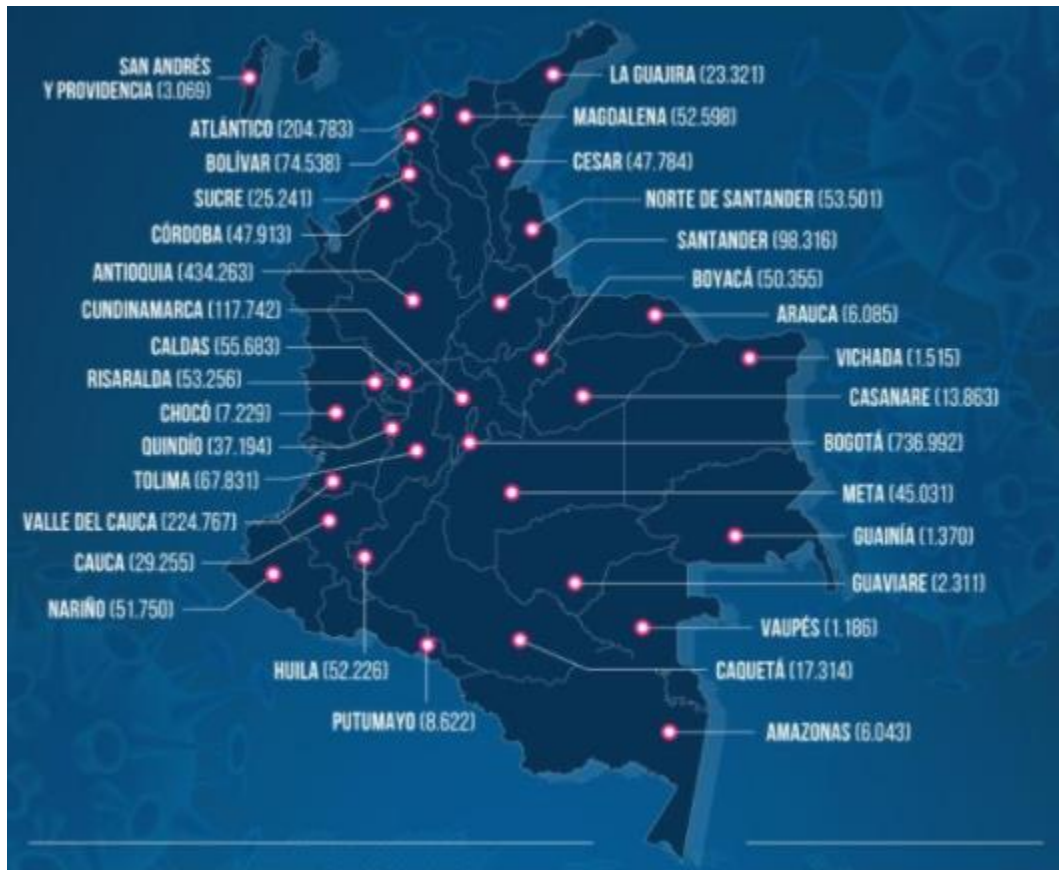 SAN ANDRÉS
Y PROVIDENCIA (3.069)
ATLÁNTICO (204.783)
BOLÍVAR (74.538)
SUCRE (25.241)
CÓRDOBA (47.913)
ANTIOQUIA (434.263)
CUNDINAMARCA (117.742)
CALDAS (55.683)
RISARALDA (53.256)
CHOCÓ (7.229)
QUINDÍO (37.194)
TOLIMA (67.831)
VALLE DEL CAUCA (224.767)
CAUCA (29.255)
NARIÑO (51.750)
HUILA (52.226)
PUTUMAYO (8.622)
LA GUAJIRA (23.321)
MAGDALENA (52.598)
CESAR (47.784)
NORTE DE SANTANDER (53.501)
SANTANDER (98.316)
BOYACÁ (50.355)
ARAUCA (6.085)
VICHADA (1.515)
CASANARE (13.863)
BOGOTÁ (736.992)
META (45.031)
GUAINÍA (1.370)
GUAVIARE (2.311)
VAUPÉS (1.186)
CAQUETÁ (17.314)
AMAZONAS (6.043)